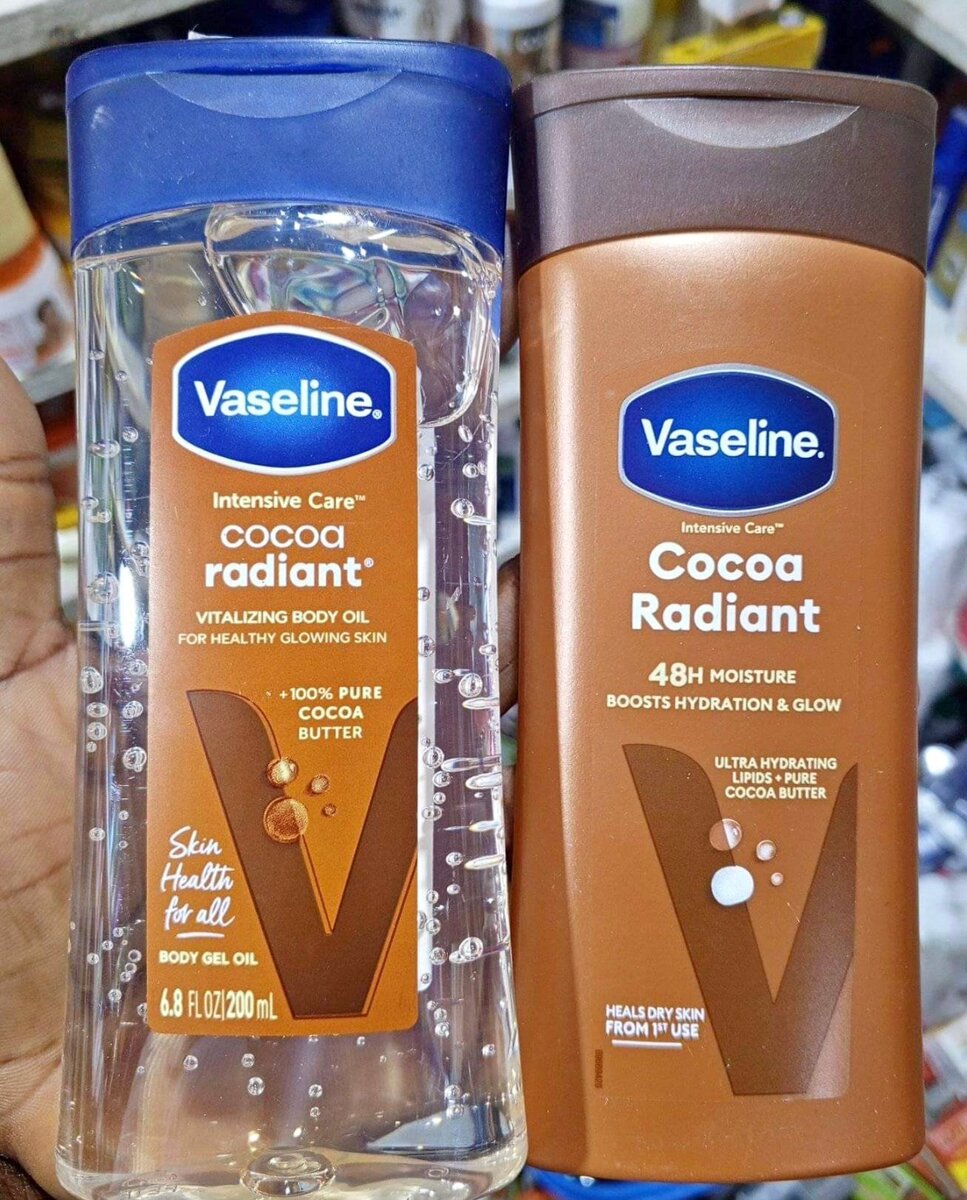 Vaseline®
Intensive Care™
cocoa
radiant®
VITALIZING BODY OIL
FOR HEALTHY GLOWING SKIN
+100% PURE
COCOA
BUTTER
Skin
Health
for all
BODY GEL OIL
6.8 FL OZ|200 mL
Vaseline.
Intensive Care™
Cocoa
Radiant
48H MOISTURE
BOOSTS HYDRATION & GLOW
ULTRA HYDRATING
LIPIDS + PURE
COCOA BUTTER
HEALS DRY SKIN
FROM 1ST USE